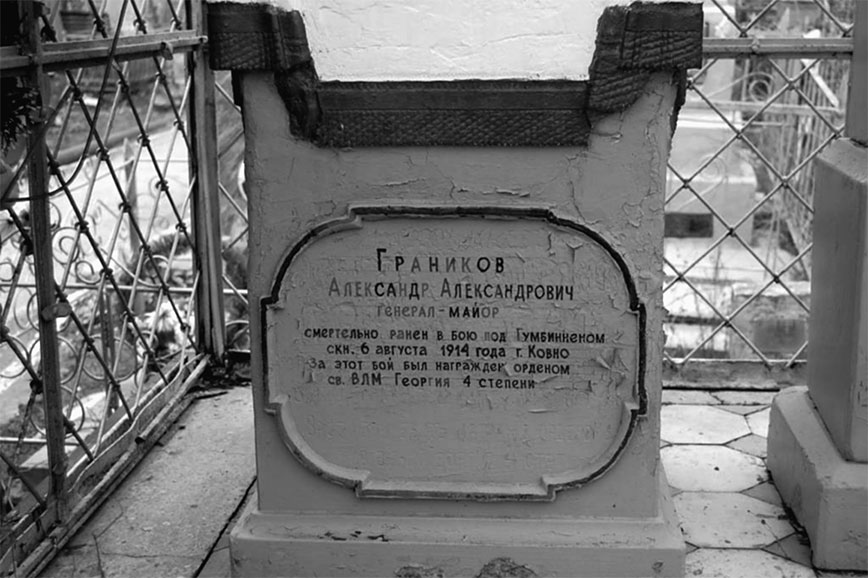 Граников
Александр Александрович
генерал-майор
смертельно ранен в бою под Гумбинненом
скн. 6 августа 1914 года г. Ковно
За этот бой был награжден орденом
св. ВЛМ Георгия 4 степени